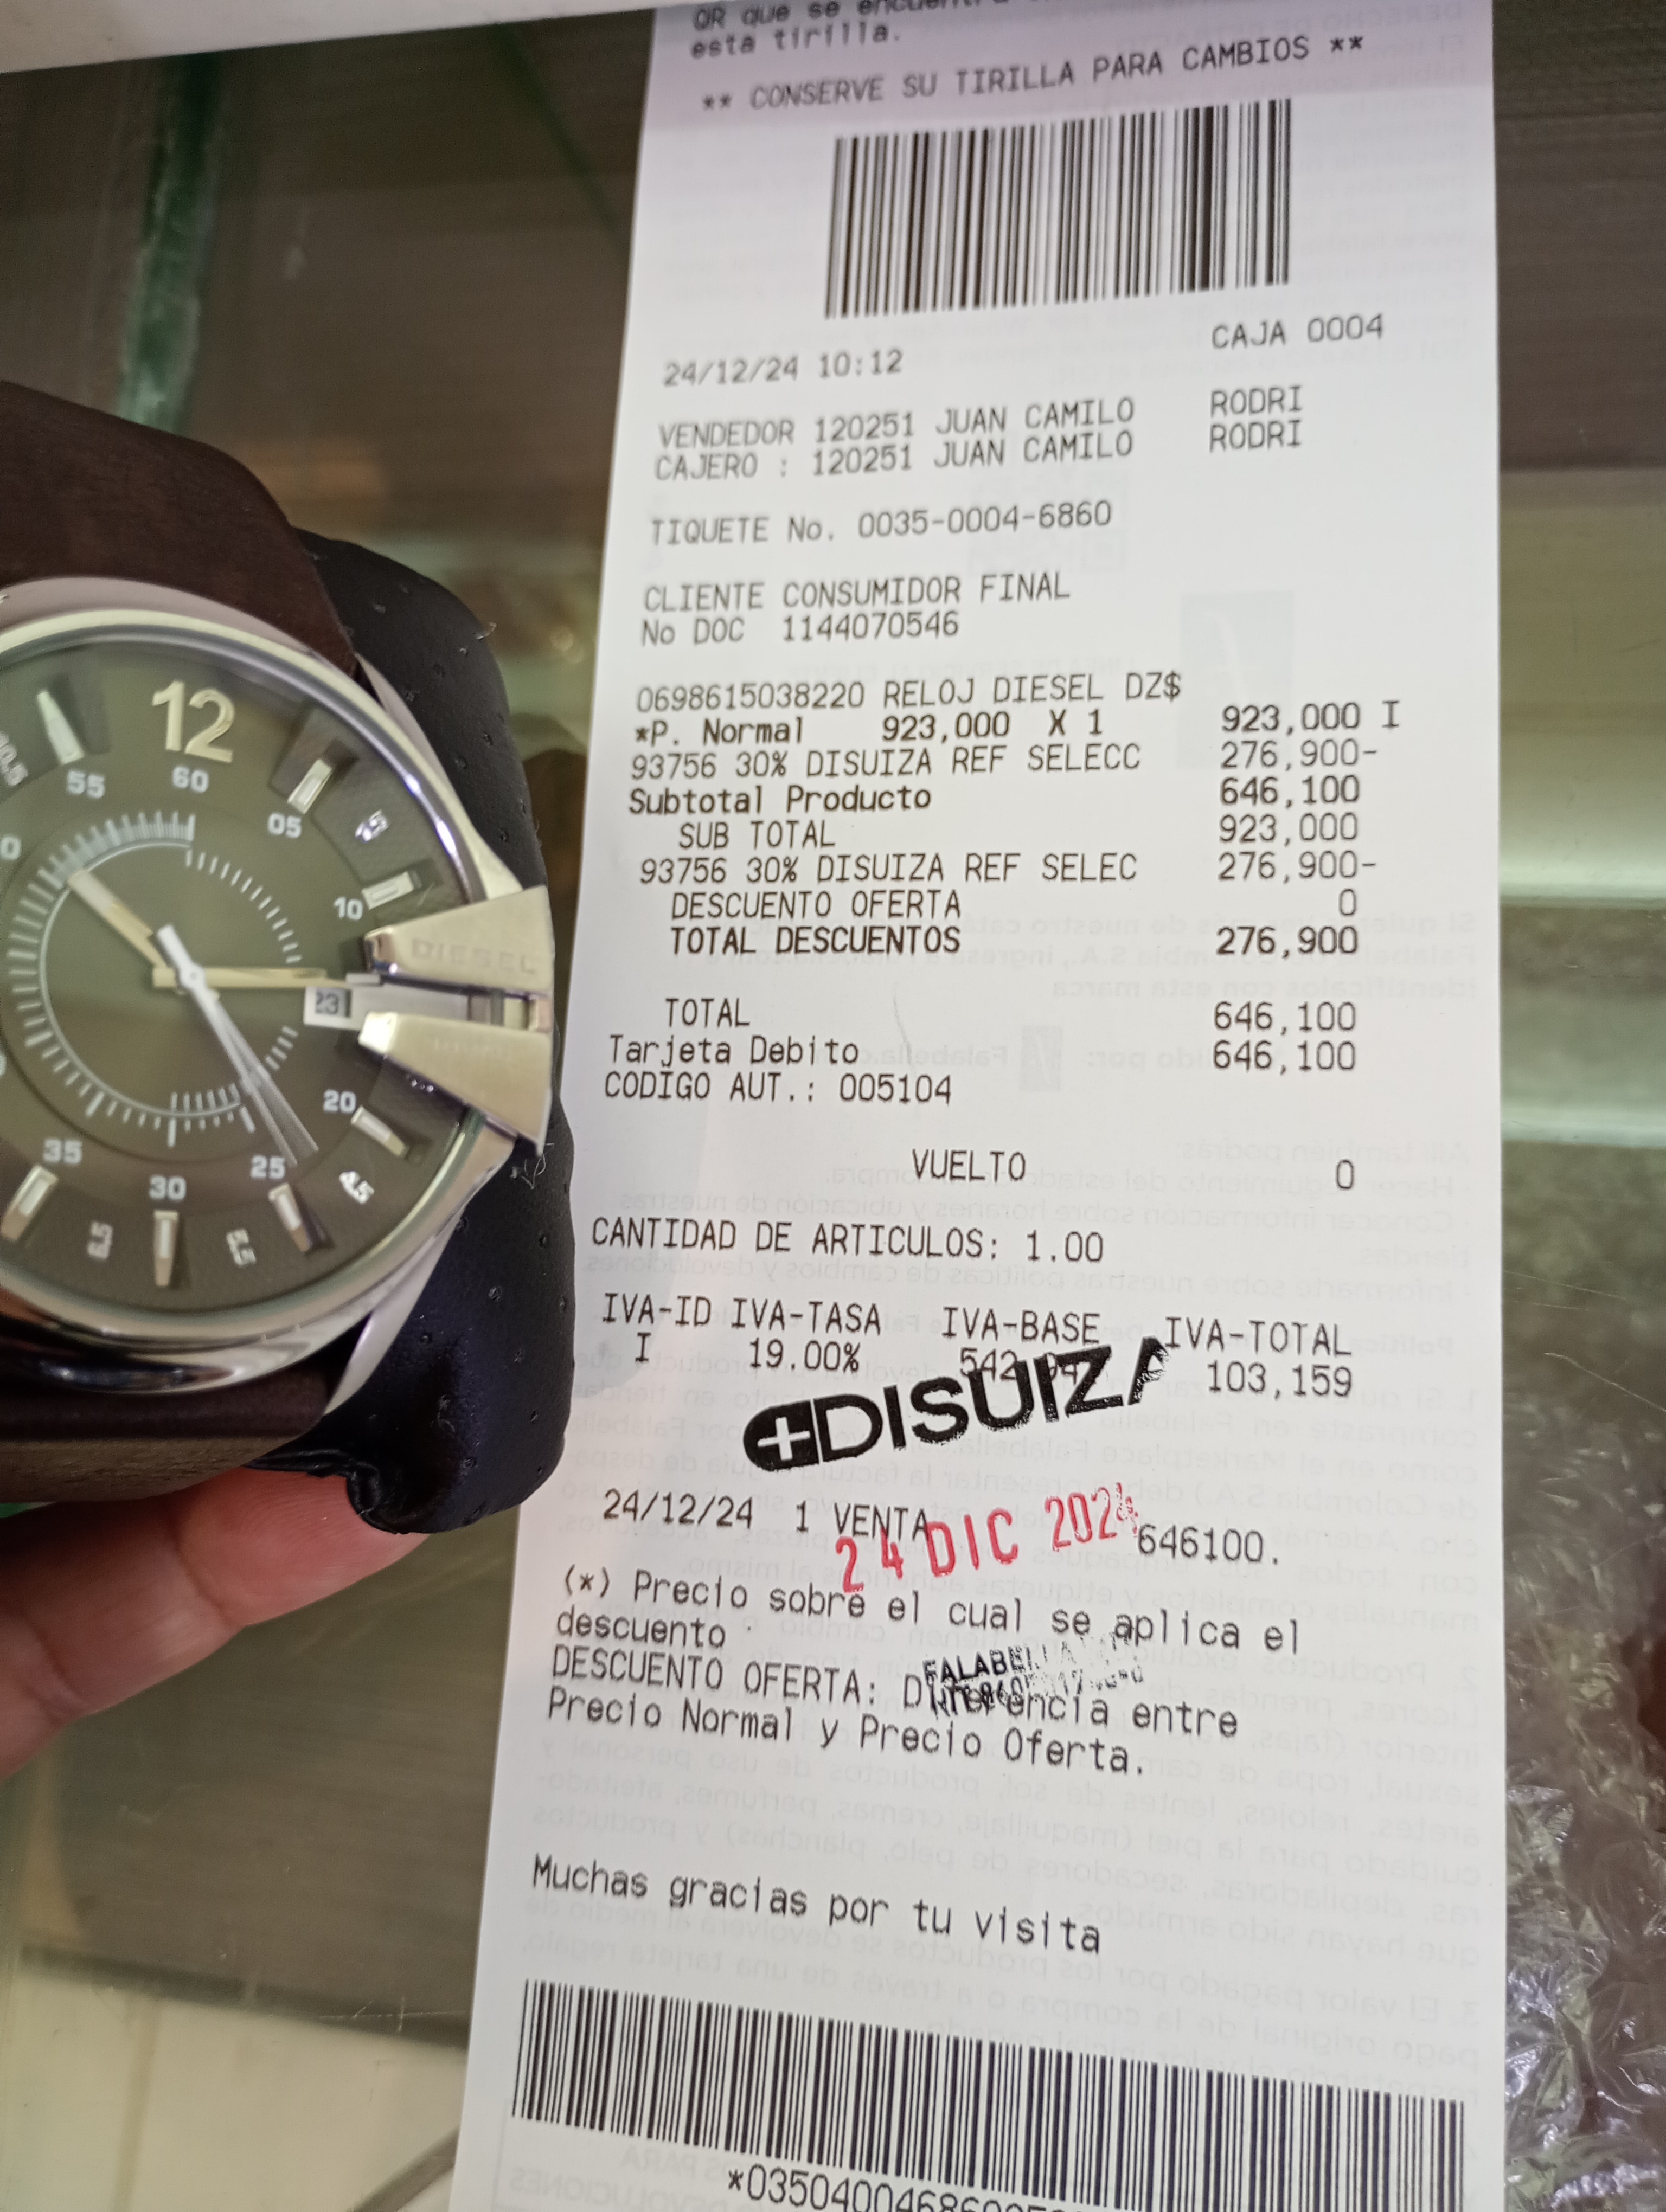 QR que se
esta tirilla.
** CONSERVE SU TIRILLA PARA CAMBIOS **
24/12/24 10:12 CAJA 0004
VENDEDOR 120251 JUAN CAMILO RODRI
CAJERO : 120251 JUAN CAMILO RODRI
TIQUETE No. 0035-0004-6860
CLIENTE CONSUMIDOR FINAL
No DOC 1144070546
0698615038220 RELOJ DIESEL DZ$
*P. Normal 923,000 X 1 923,000 I
93756 30% DISUIZA REF SELECC 276,900-
Subtotal Producto 646,100
SUB TOTAL 923,000
93756 30% DISUIZA REF SELEC 276,900-
DESCUENTO OFERTA 0
TOTAL DESCUENTOS 276,900
TOTAL 646,100
Tarjeta Debito 646,100
CODIGO AUT.: 005104
VUELTO 0
CANTIDAD DE ARTICULOS: 1.00
IVA-ID IVA-TASA IVA-BASE IVA-TOTAL
I 19.00% 103,159
DISUIZA
24/12/24 1 VENTA 646100.
24 DIC 2024
(*) Precio sobre el cual se aplica el
descuento
FALABELLA
DESCUENTO OFERTA: Diferencia entre
Precio Normal y Precio Oferta.
Muchas gracias por tu visita
12
60
55
05
10
DIESEL
23
20
25
30
35